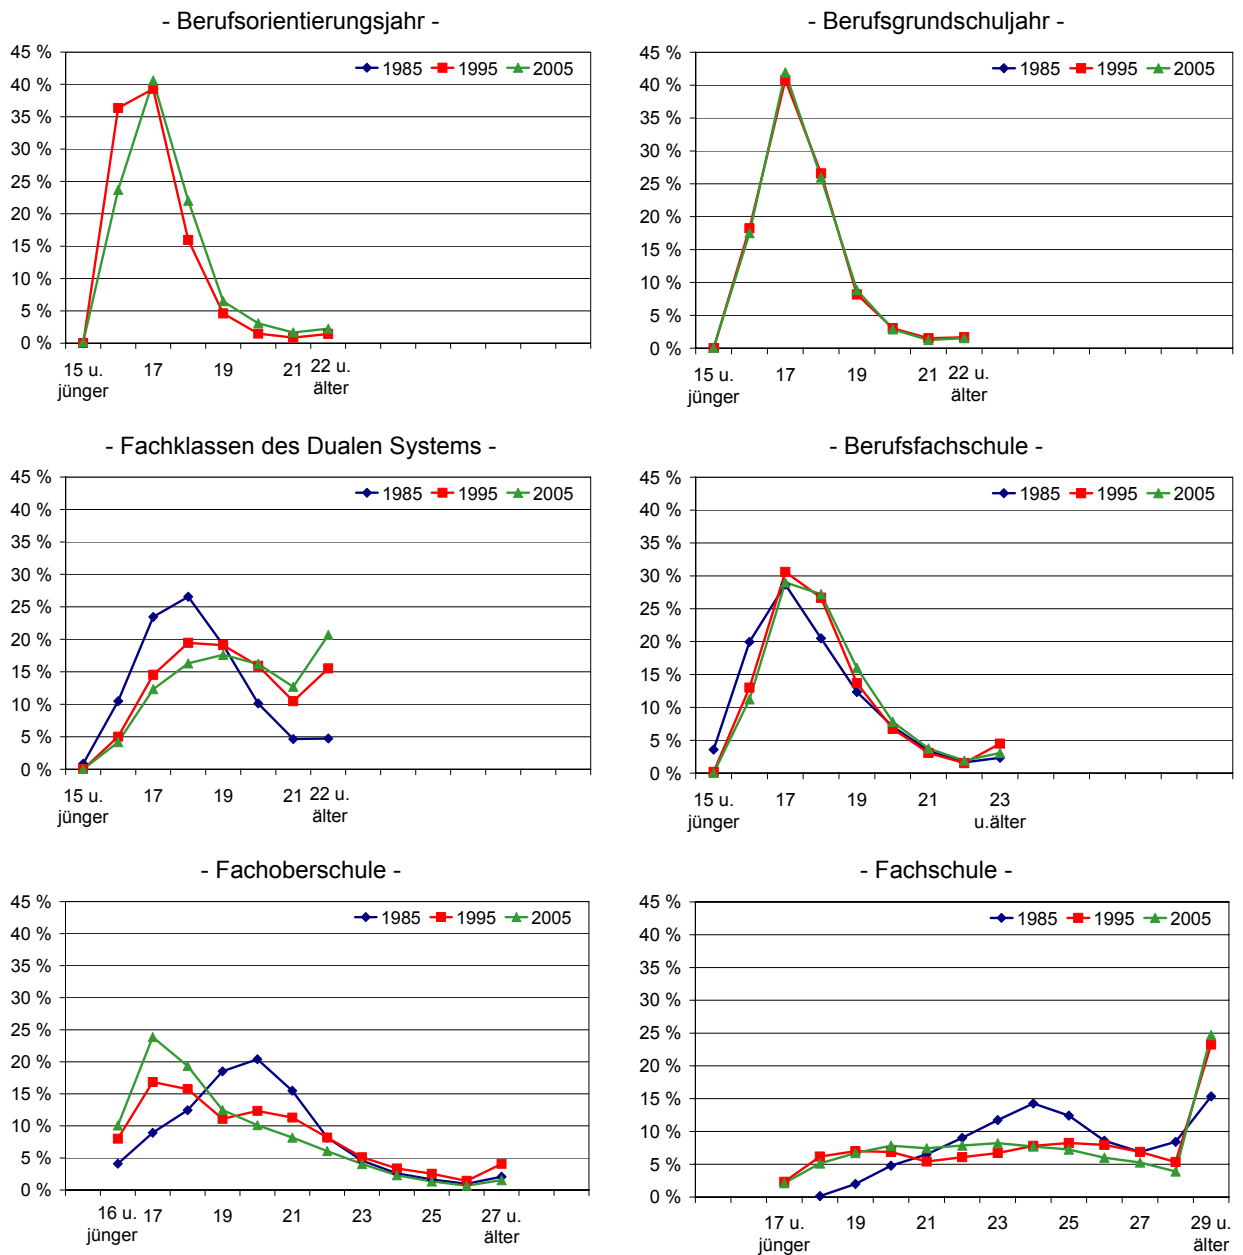 - Berufsorientierungsjahr -
45 %
40 %
35 %
30 %
25 %
20 %
15 %
10 %
5 %
0 %
1985 1995 2005
15 u. 17 19 21 22 u.
jünger älter
- Berufsgrundschuljahr -
45 %
40 %
35 %
30 %
25 %
20 %
15 %
10 %
5 %
0 %
1985 1995 2005
15 u. 17 19 21 22 u.
jünger älter
- Fachklassen des Dualen Systems -
45 %
40 %
35 %
30 %
25 %
20 %
15 %
10 %
5 %
0 %
1985 1995 2005
15 u. 17 19 21 22 u.
jünger älter
- Berufsfachschule -
45 %
40 %
35 %
30 %
25 %
20 %
15 %
10 %
5 %
0 %
1985 1995 2005
15 u. 17 19 21 23
jünger u.älter
- Fachoberschule -
45 %
40 %
35 %
30 %
25 %
20 %
15 %
10 %
5 %
0 %
1985 1995 2005
16 u. 17 19 21 23 25 27 u.
jünger älter
- Fachschule -
45 %
40 %
35 %
30 %
25 %
20 %
15 %
10 %
5 %
0 %
1985 1995 2005
17 u. 19 21 23 25 27 29 u.
jünger älter